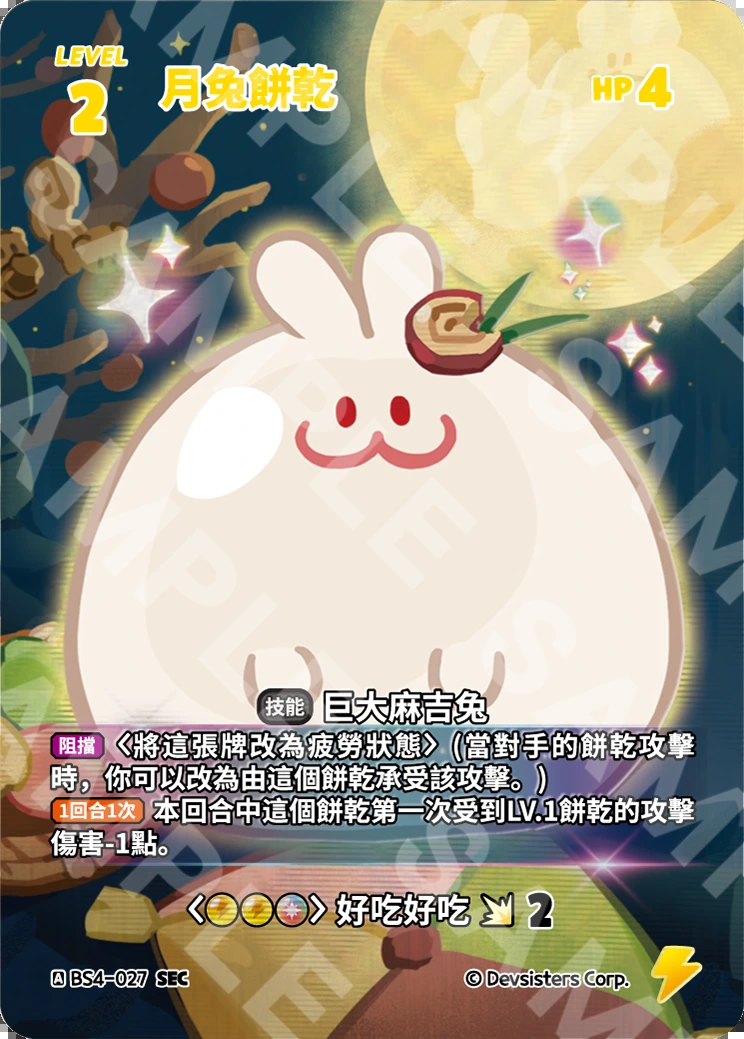 LEVEL 2 月兔餅乾 HP 4
技能 巨大麻吉兔
阻擋 〈將這張牌改為疲勞狀態〉(當對手的餅乾攻擊
時，你可以改為由這個餅乾承受該攻擊。)
1回合1次 本回合中這個餅乾第一次受到LV.1餅乾的攻擊
傷害-1點。
〈〉好吃好吃 2
A BS4-027 SEC © Devsisters Corp.
SAMPLE
SAMPLE
SAMPLE